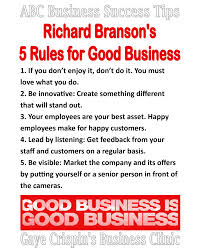 ABC Business Success Tips
Richard Branson's
5 Rules for Good Business
1. If you don't enjoy it, don't do it. You must
love what you do.
2. Be innovative: Create something different
that will stand out.
3. Your employees are your best asset. Happy
employees make for happy customers.
4. Lead by listening: Get feedback from your
staff and customers on a regular basis.
5. Be visible: Market the company and its offers
by putting yourself or a senior person in front of
the cameras.
GOOD BUSINESS IS
GOOD BUSINESS
Gaye Crispin's Business Clinic